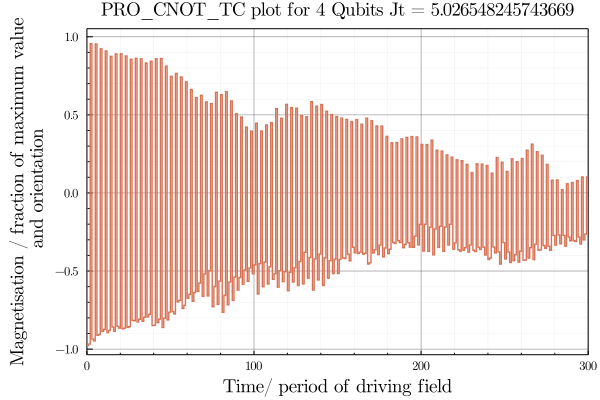 PRO_CNOT_TC plot for 4 Qubits Jt = 5.026548245743669
Magnetisation / fraction of maximum value
and orientation
1.0
0.5
0.0
−0.5
−1.0
0
100
200
300
Time/ period of driving field